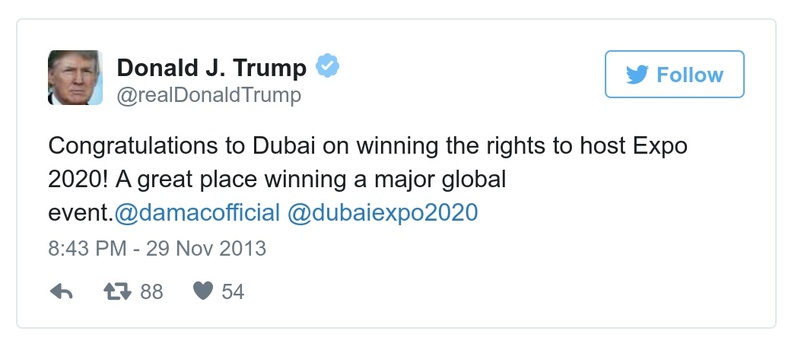 Donald J. Trump
@realDonaldTrump
Follow
Congratulations to Dubai on winning the rights to host Expo
2020! A great place winning a major global
event.@damacofficial @dubaiexpo2020
8:43 PM - 29 Nov 2013
88 54